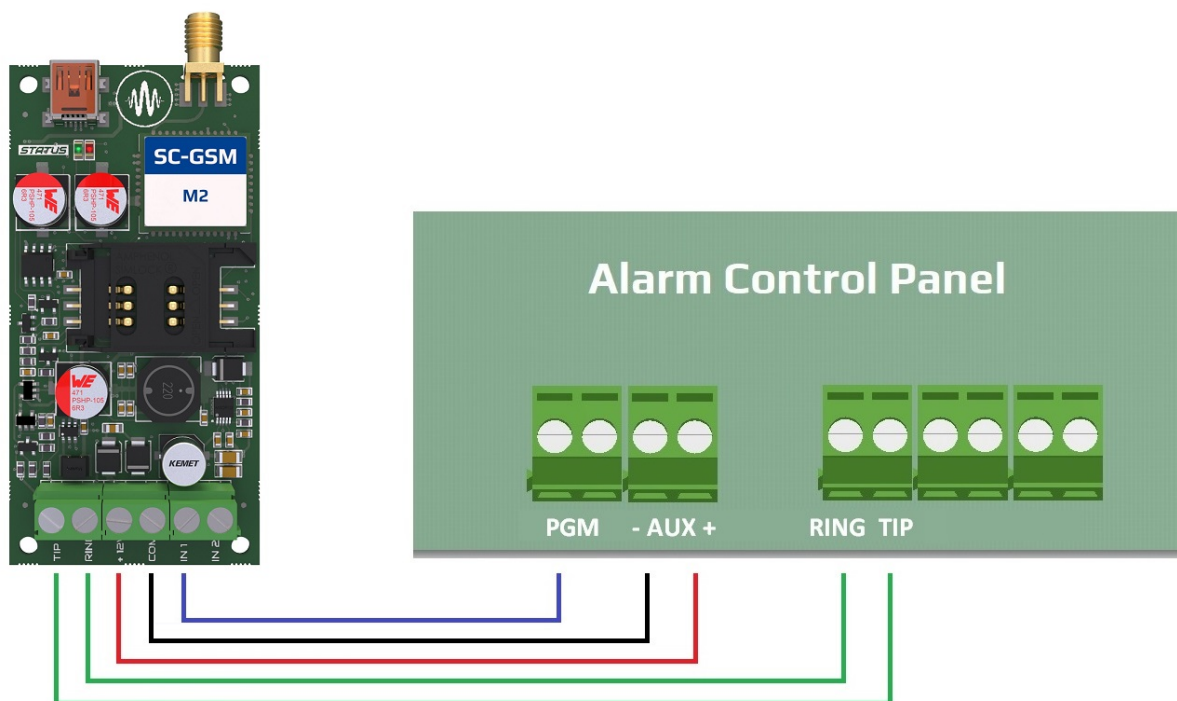 STATUS
SC-GSM
M2
WE
471
PSHP-105
6R3
WE
471
PSHP-105
6R3
220
WE
471
PSHP-105
6R3
KEMET
TIP
RING
+ 12V
COM
IN 1
IN 2
Alarm Control Panel
PGM
- AUX +
RING TIP